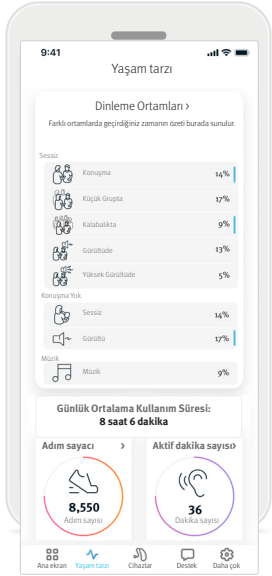 9:41
Yaşam tarzı
Dinleme Ortamları ›
Farklı ortamlarda geçirdiğiniz zamanın özeti burada sunulur.
Sessiz
Konuşma 14%
Küçük Grupta 17%
Kalabalıkta 9%
Gürültüde 13%
Yüksek Gürültüde 5%
Konuşma Yok
Sessiz 14%
Gürültü 17%
Müzik
Müzik 9%
Günlük Ortalama Kullanım Süresi:
8 saat 6 dakika
Adım sayacı ›
8,550
Adım sayısı
Aktif dakika sayısı›
36
Dakika sayısı
Ana ekran Yaşam tarzı Cihazlar Destek Daha çok